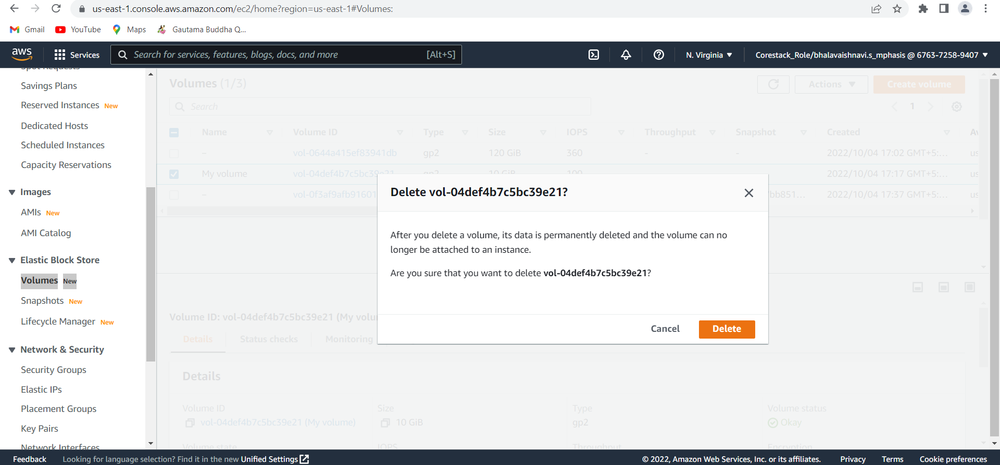 us-east-1.console.aws.amazon.com/ec2/home?region=us-east-1#Volumes:
Gmail YouTube Maps Gautama Buddha Q...
aws Services Search for services, features, blogs, docs, and more [Alt+S] N. Virginia ▼ Corestack_Role/bhalavaishnavi.s_mphasis @ 6763-7258-9407 ▼
Spot Requests
Savings Plans
Reserved Instances New
Dedicated Hosts
Scheduled Instances
Capacity Reservations
Images
AMIs New
AMI Catalog
Elastic Block Store
Volumes New
Snapshots New
Lifecycle Manager New
Network & Security
Security Groups
Elastic IPs
Placement Groups
Key Pairs
Network Interfaces
Volumes (1/3) Actions Create volume
Search 1
Name Volume ID Type Size IOPS Throughput Snapshot Created Av
– vol-0644a415ef83941db gp2 120 GiB 360 - - 2022/10/04 17:02 GMT+5:... us
My volume vol-04def4b7c5bc39e21 gp2 10 GiB 100 2022/10/04 17:17 GMT+5:... us
– vol-0f3af9afb91601 bb851... 2022/10/04 17:37 GMT+5:... us
Delete vol-04def4b7c5bc39e21?
After you delete a volume, its data is permanently deleted and the volume can no
longer be attached to an instance.
Are you sure that you want to delete vol-04def4b7c5bc39e21?
Cancel Delete
Volume ID: vol-04def4b7c5bc39e21 (My volu
Details Status checks Monitoring
Details
Volume ID Size Type Volume status
vol-04def4b7c5bc39e21 (My volume) 10 GiB gp2 Okay
Volume state IOPS Throughput Encryption
Feedback Looking for language selection? Find it in the new Unified Settings © 2022, Amazon Web Services, Inc. or its affiliates. Privacy Terms Cookie preferences